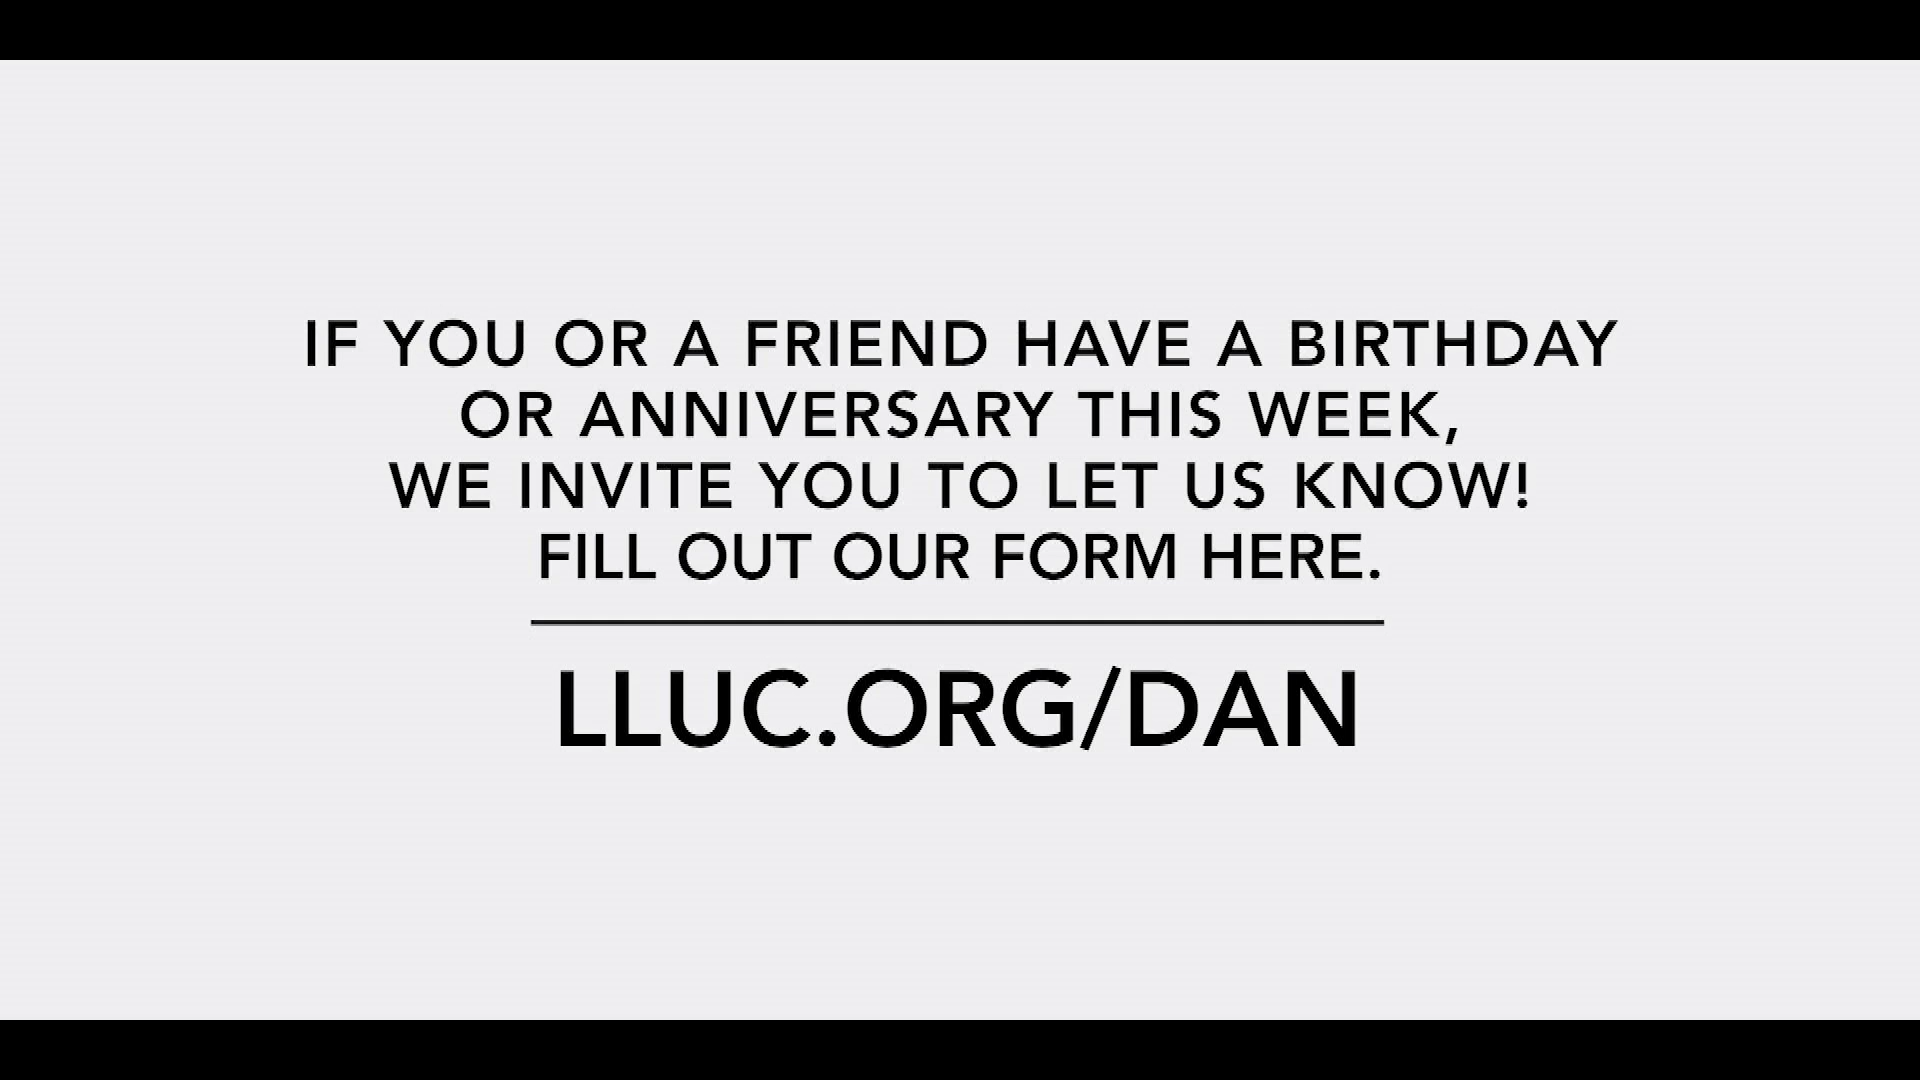 IF YOU OR A FRIEND HAVE A BIRTHDAY
OR ANNIVERSARY THIS WEEK,
WE INVITE YOU TO LET US KNOW!
FILL OUT OUR FORM HERE.
LLUC.ORG/DAN